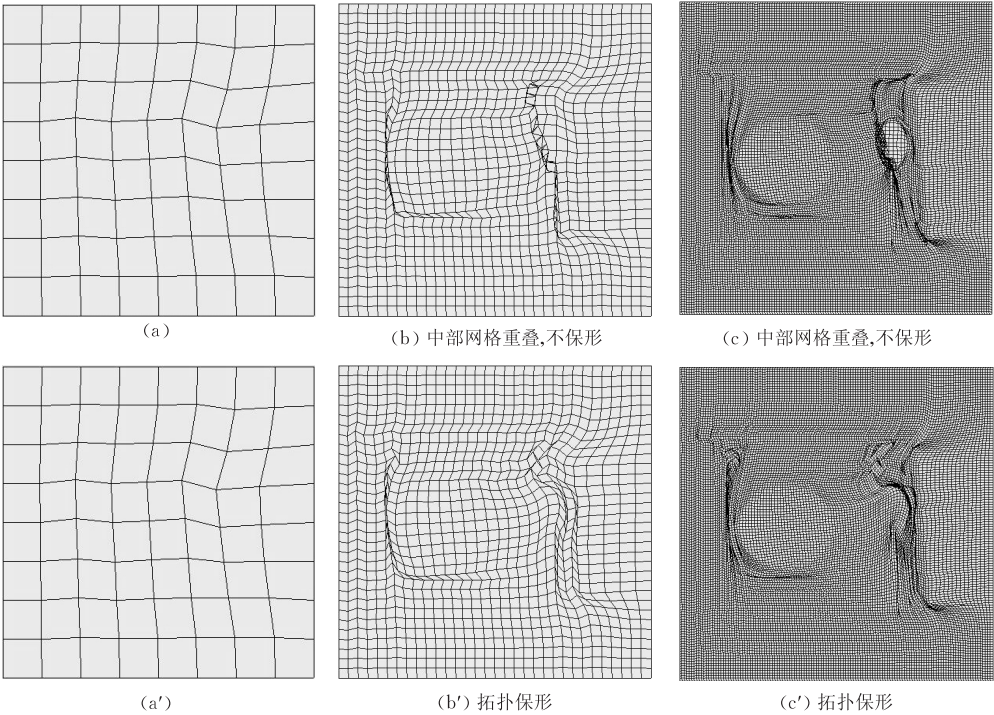 (a)
(b) 中部网格重叠,不保形
(c) 中部网格重叠,不保形
(a′)
(b′) 拓扑保形
(c′) 拓扑保形